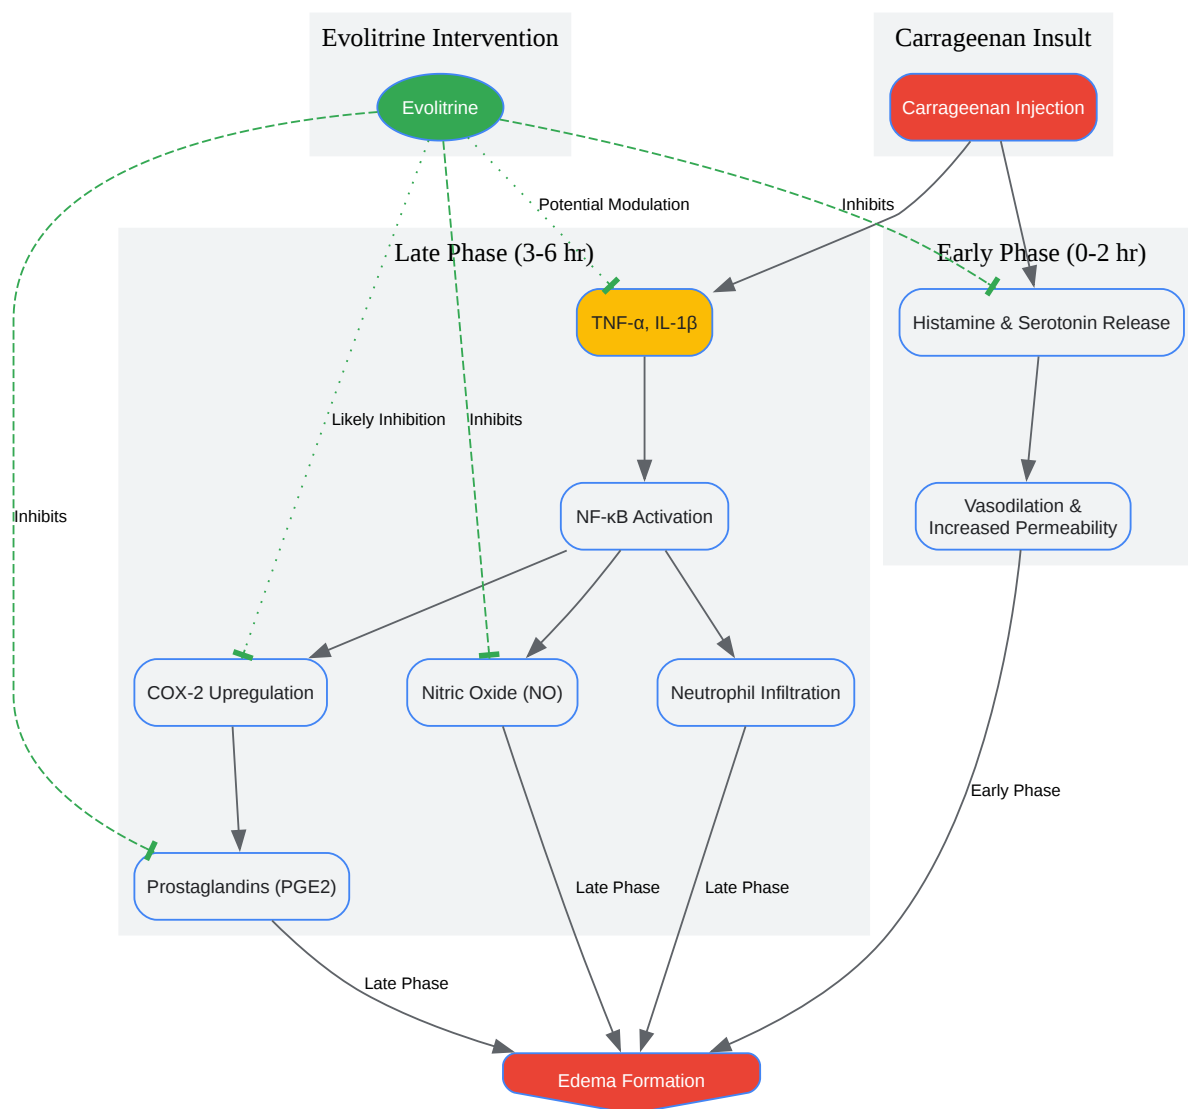 Evolitrine Intervention
Carrageenan Insult
Evolitrine
Carrageenan Injection
Potential Modulation
Inhibits
Late Phase (3-6 hr)
Early Phase (0-2 hr)
TNF-α, IL-1β
Histamine & Serotonin Release
Likely Inhibition
Inhibits
Inhibits
NF-κB Activation
Vasodilation &
Increased Permeability
COX-2 Upregulation
Nitric Oxide (NO)
Neutrophil Infiltration
Early Phase
Prostaglandins (PGE2)
Late Phase
Late Phase
Late Phase
Edema Formation